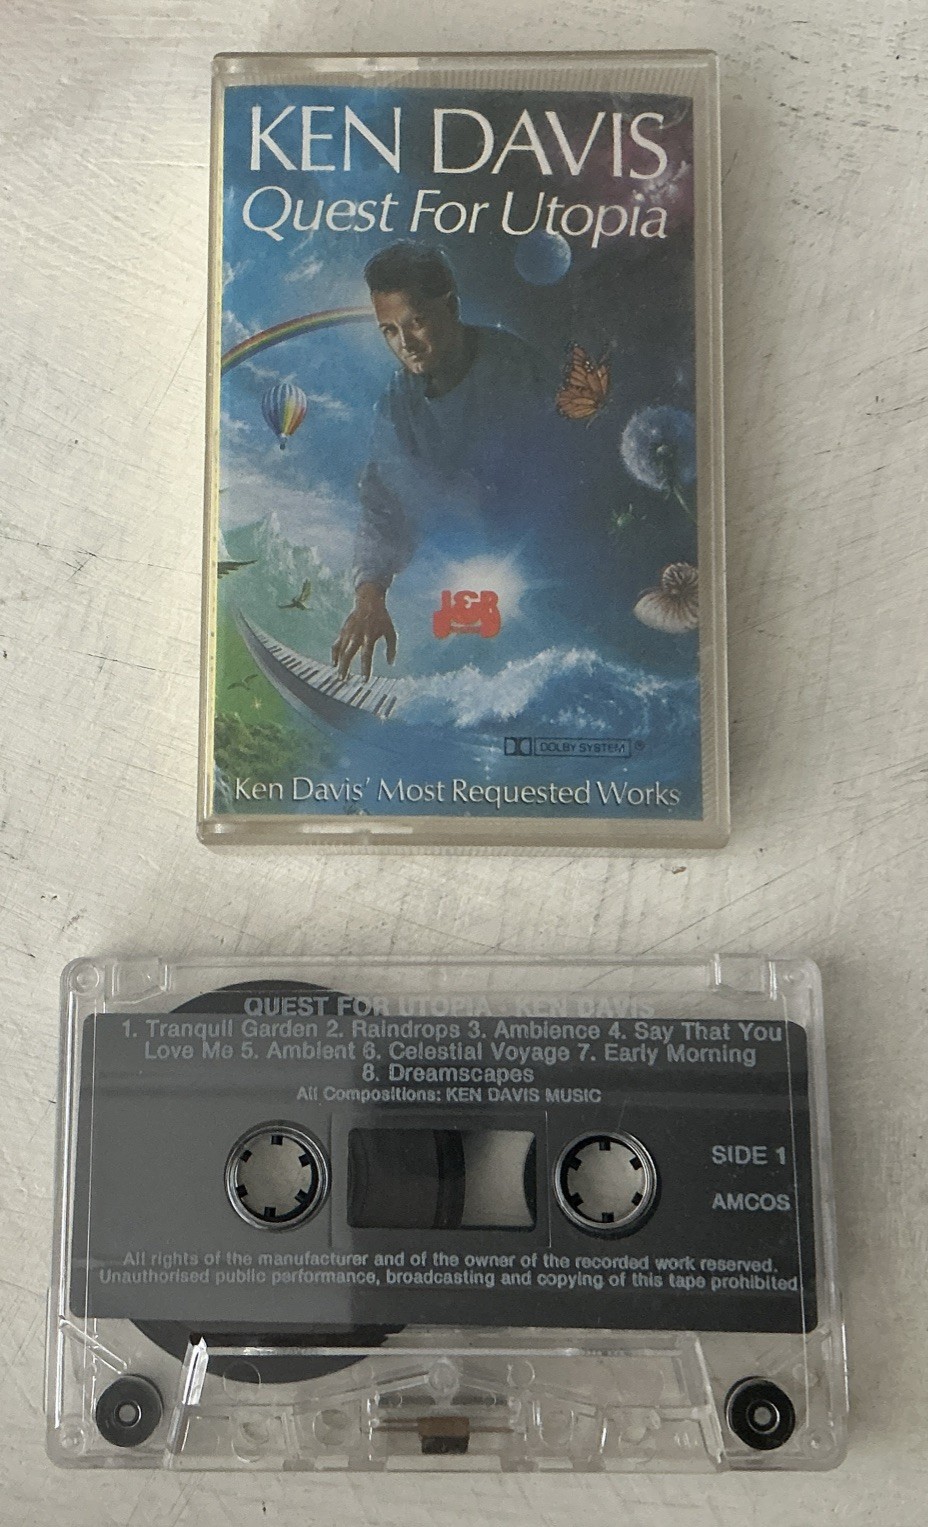 KEN DAVIS
Quest For Utopia
J&B
DOLBY SYSTEM ®
Ken Davis' Most Requested Works
QUEST FOR UTOPIA - KEN DAVIS
1. Tranquil Garden 2. Raindrops 3. Ambience 4. Say That You
Love Me 5. Ambient 6. Celestial Voyage 7. Early Morning
8. Dreamscapes
All Compositions: KEN DAVIS MUSIC
SIDE 1
AMCOS
All rights of the manufacturer and of the owner of the recorded work reserved.
Unauthorised public performance, broadcasting and copying of this tape prohibited